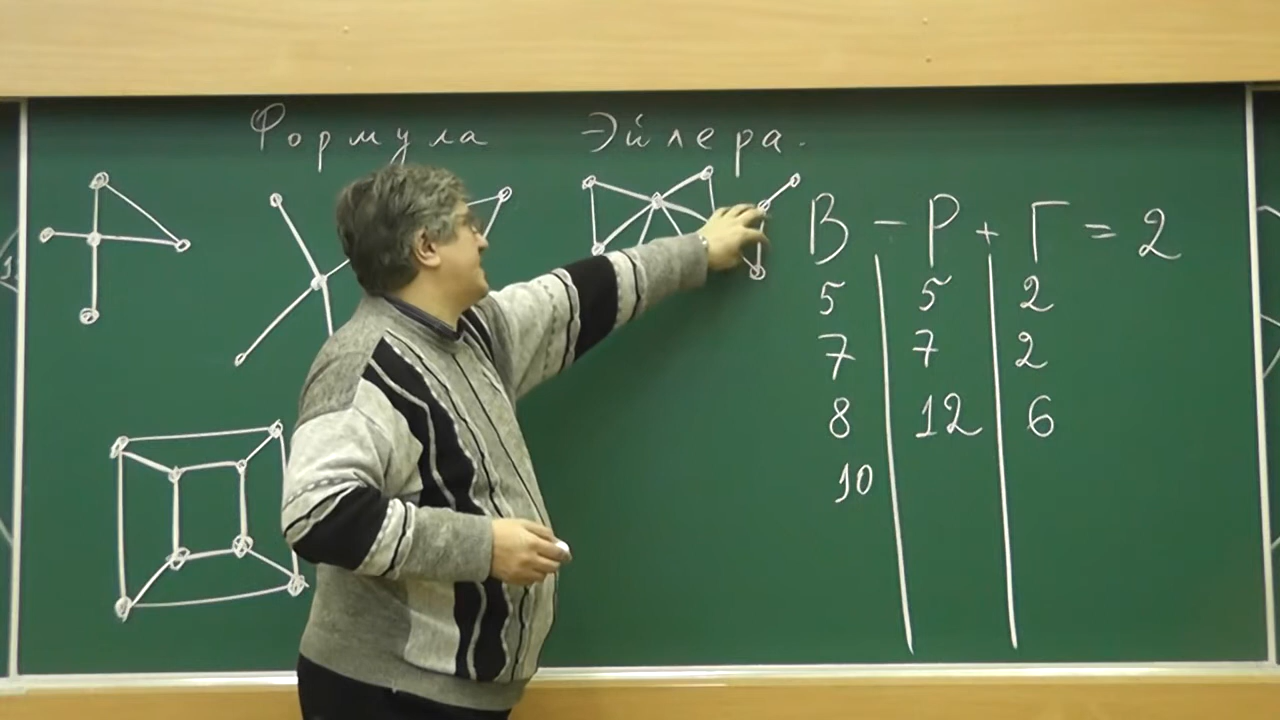 Формула Эйлера.
В - Р + Г = 2
5 5 2
7 7 2
8 12 6
10